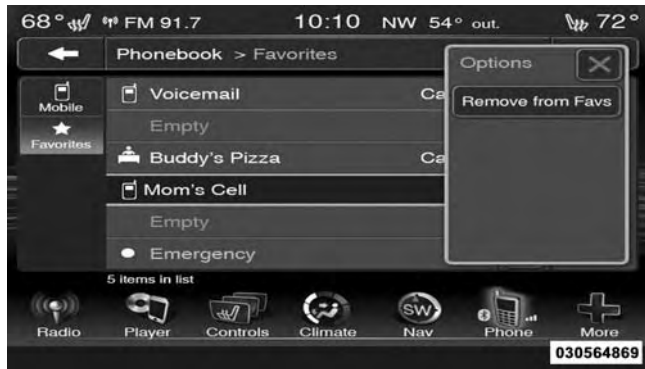 68° FM 91.7 10:10 NW 54° out. 72°
Phonebook > Favorites
Options
Mobile
Voicemail Ca
Remove from Favs
Empty
Favorites
Buddy's Pizza Ca
Mom's Cell
Empty
Emergency
5 items in list
SW
Radio Player Controls Climate Nav Phone More
030564869